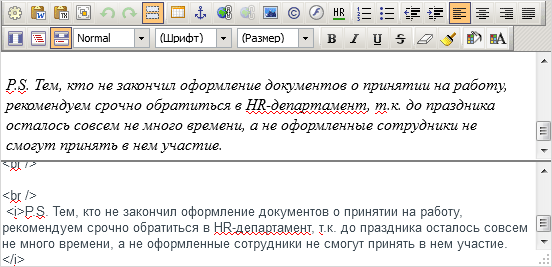 HR
Normal (Шрифт) (Размер) B I U S
P.S. Тем, кто не закончил оформление документов о принятии на работу,
рекомендуем срочно обратиться в HR-департамент, т.к. до праздника
осталось совсем не много времени, а не оформленные сотрудники не
смогут принять в нем участие.
<br />
<br />
<i>P.S. Тем, кто не закончил оформление документов о принятии на работу,
рекомендуем срочно обратиться в HR-департамент, т.к. до праздника осталось совсем
не много времени, а не оформленные сотрудники не смогут принять в нем участие.
</i>